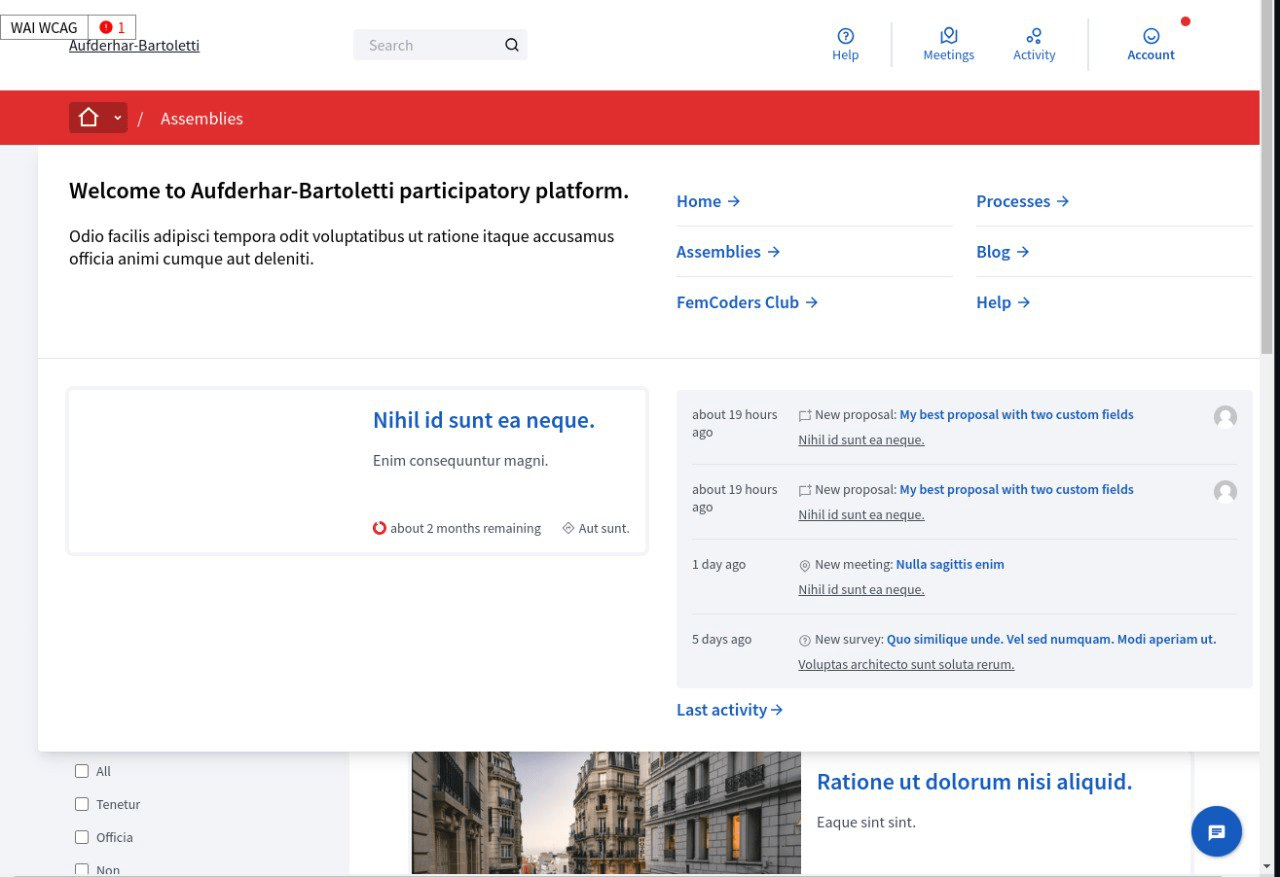 WAI WCAG 1
Aufderhar-Bartoletti
Search
Help
Meetings
Activity
Account
/ Assemblies
Welcome to Aufderhar-Bartoletti participatory platform.
Odio facilis adipisci tempora odit voluptatibus ut ratione itaque accusamus
officia animi cumque aut deleniti.
Home →
Processes →
Assemblies →
Blog →
FemCoders Club →
Help →
Nihil id sunt ea neque.
Enim consequuntur magni.
about 2 months remaining
Aut sunt.
about 19 hours
ago
New proposal: My best proposal with two custom fields
Nihil id sunt ea neque.
about 19 hours
ago
New proposal: My best proposal with two custom fields
Nihil id sunt ea neque.
1 day ago
New meeting: Nulla sagittis enim
Nihil id sunt ea neque.
5 days ago
New survey: Quo similique unde. Vel sed numquam. Modi aperiam ut.
Voluptas architecto sunt soluta rerum.
Last activity →
All
Tenetur
Officia
Non
Ratione ut dolorum nisi aliquid.
Eaque sint sint.